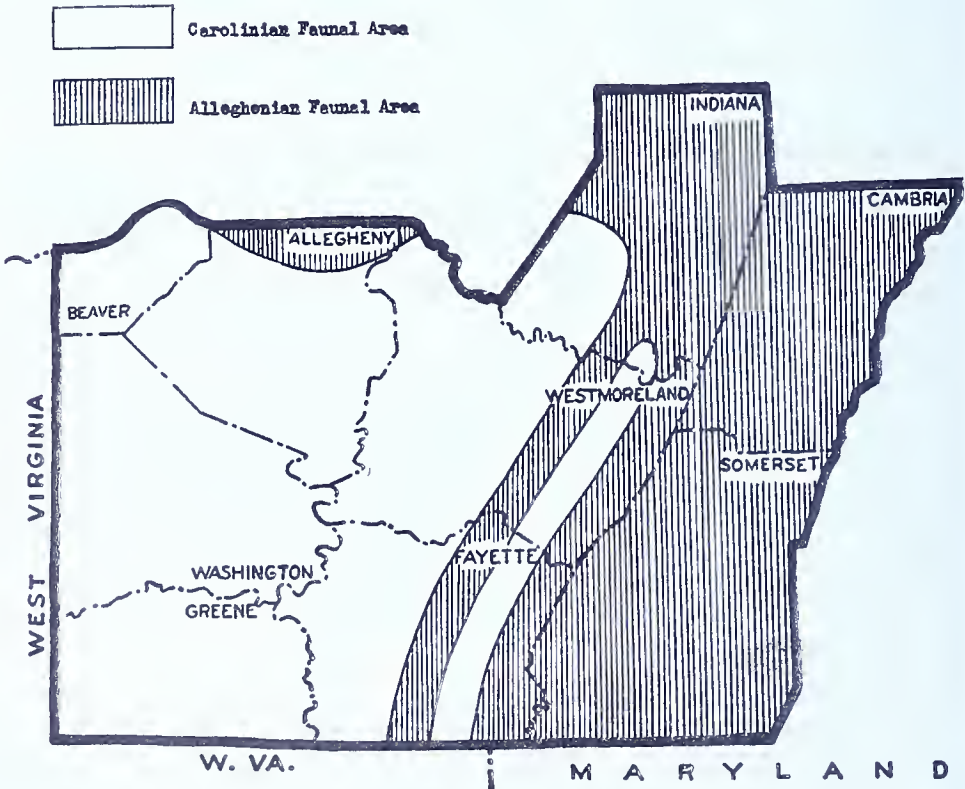 Carolinian Faunal Area
Alleghenian Faunal Area
INDIANA
CAMBRIA
ALLEGHENY
BEAVER
WESTMORELAND
WEST VIRGINIA
SOMERSET
FAYETTE
WASHINGTON
GREENE
W. VA.
MARYLAND